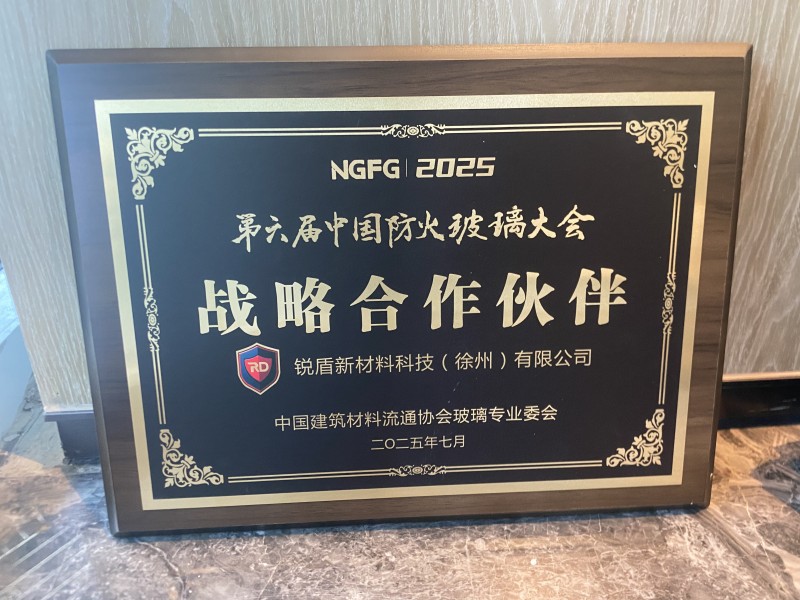 NGFG | 2025
第六届中国防火玻璃大会
战略合作伙伴
RD 锐盾新材料科技（徐州）有限公司
中国建筑材料流通协会玻璃专业委会
二〇二五年七月